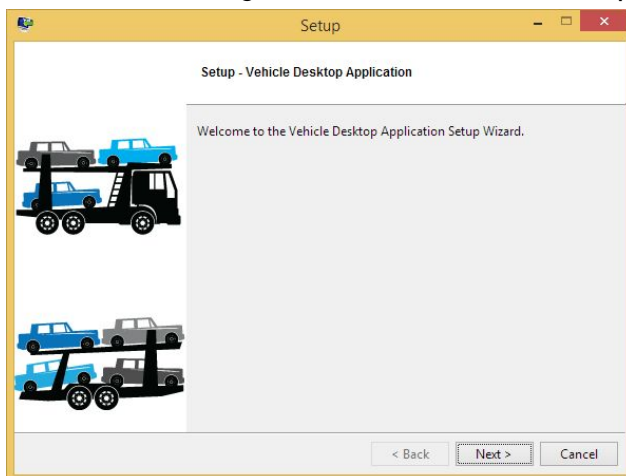 Setup
Setup - Vehicle Desktop Application
Welcome to the Vehicle Desktop Application Setup Wizard.
< Back Next > Cancel